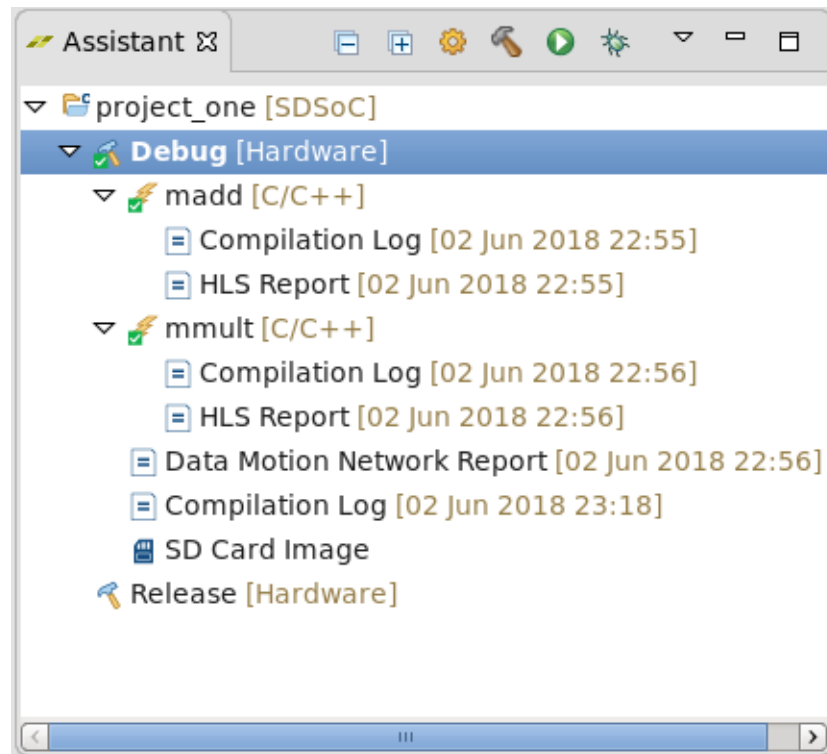 Assistant
project_one [SDSoC]
Debug [Hardware]
madd [C/C++]
Compilation Log [02 Jun 2018 22:55]
HLS Report [02 Jun 2018 22:55]
mmult [C/C++]
Compilation Log [02 Jun 2018 22:56]
HLS Report [02 Jun 2018 22:56]
Data Motion Network Report [02 Jun 2018 22:56]
Compilation Log [02 Jun 2018 23:18]
SD Card Image
Release [Hardware]